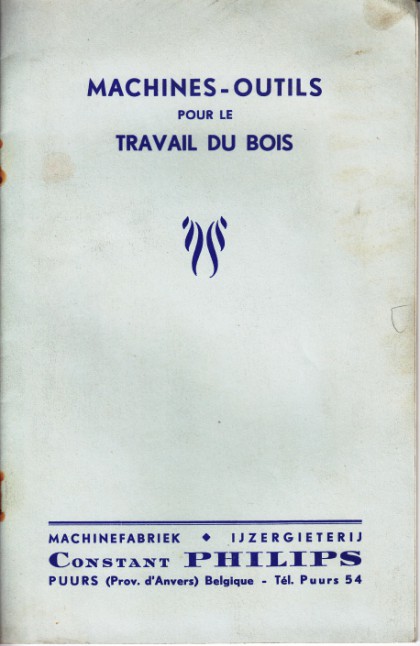 MACHINES-OUTILS
POUR LE
TRAVAIL DU BOIS
MACHINEFABRIEK ◆ IJZERGIETERIJ
CONSTANT PHILIPS
PUURS (Prov. d'Anvers) Belgique - Tél. Puurs 54